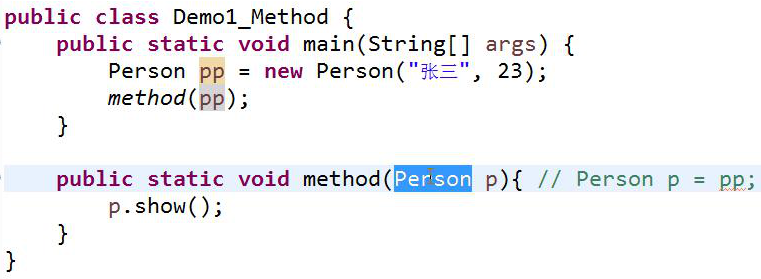 public class Demo1_Method {
    public static void main(String[] args) {
        Person pp = new Person("张三", 23);
        method(pp);
    }
    public static void method(Person p){ // Person p = pp;
        p.show();
    }
}